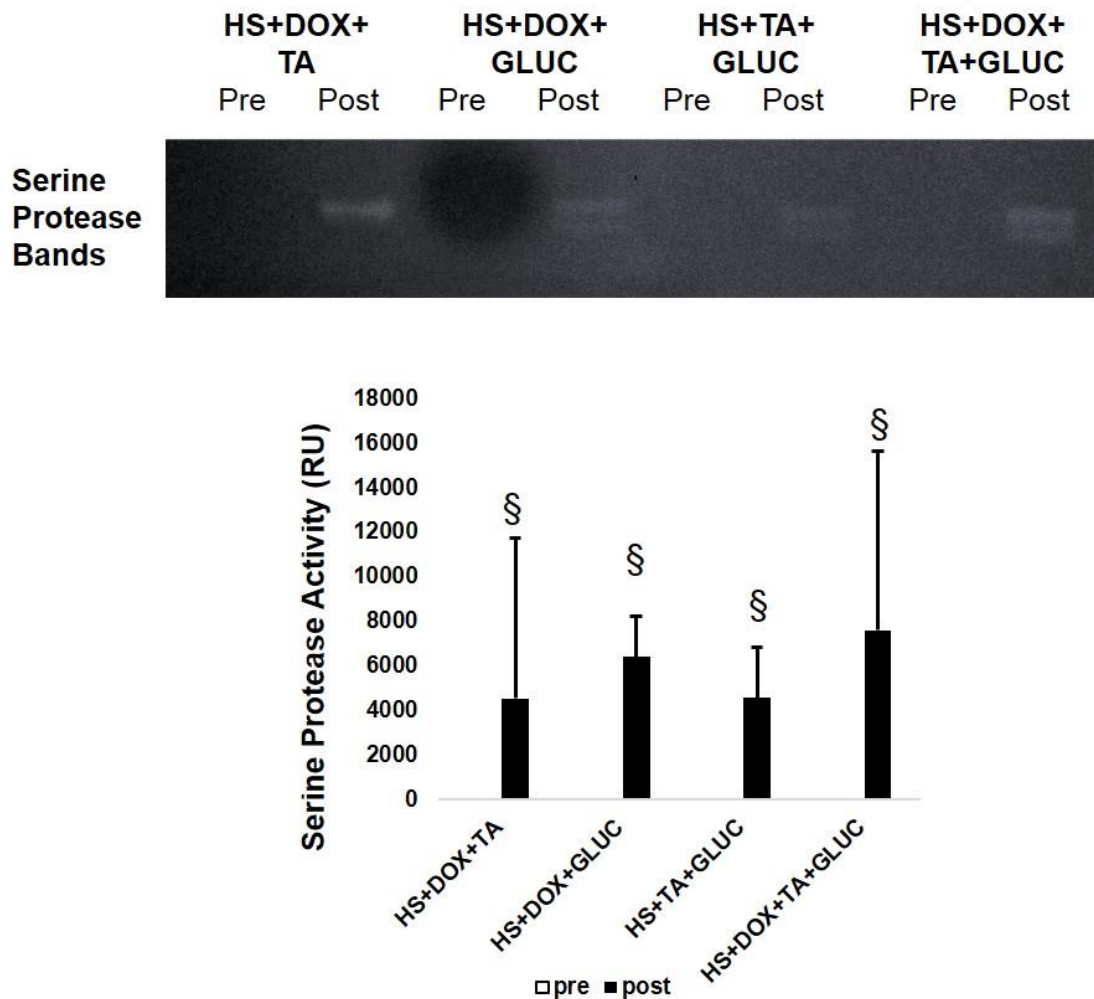 HS+DOX+ HS+DOX+ HS+TA+ HS+DOX+
TA GLUC GLUC TA+GLUC
Pre Post Pre Post Pre Post Pre Post
Serine
Protease
Bands
Serine Protease Activity (RU)
18000
16000
14000
12000
10000
8000
6000
4000
2000
0
§ § § §
HS+DOX+TA
HS+DOX+GLUC
HS+TA+GLUC
HS+DOX+TA+GLUC
pre post